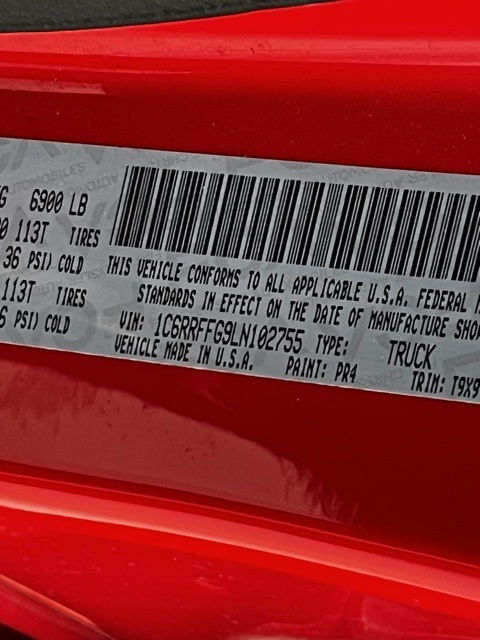 G 6900 LB
0 113T TIRES
36 PSI) COLD
113T TIRES
6 PSI) COLD
THIS VEHICLE CONFORMS TO ALL APPLICABLE U.S.A. FEDERAL M
STANDARDS IN EFFECT ON THE DATE OF MANUFACTURE SHO
VIN: 1C6RRFFG9LN102755 TYPE: TRUCK
VEHICLE MADE IN U.S.A. PAINT: PR4 TRIM: T9X9